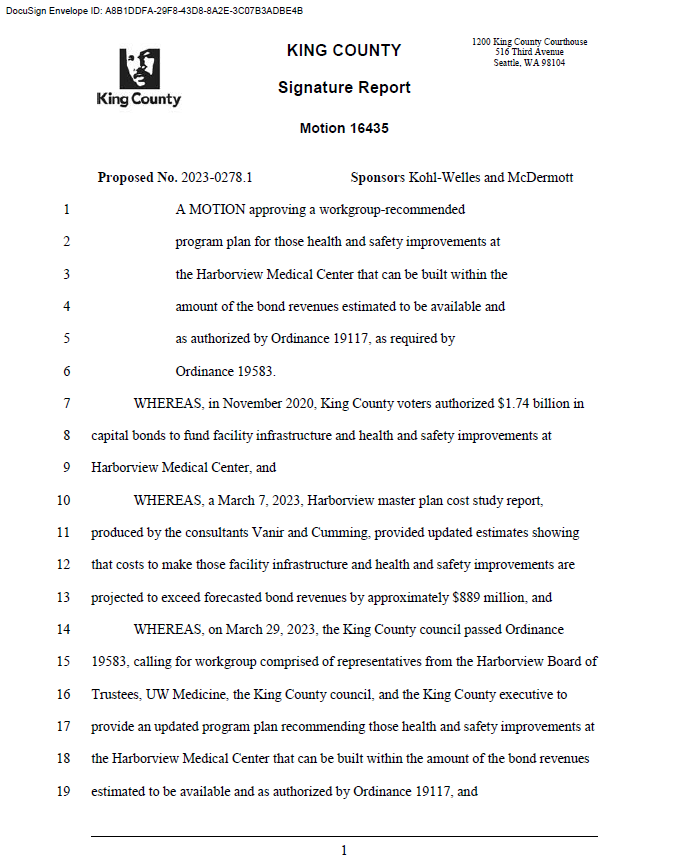 DocuSign Envelope ID: A8B1DDFA-29F8-43D8-8A2E-3C07B3ADBE4B
King County
KING COUNTY
Signature Report
Motion 16435
1200 King County Courthouse
516 Third Avenue
Seattle, WA 98104
Proposed No. 2023-0278.1 Sponsors Kohl-Welles and McDermott
1 A MOTION approving a workgroup-recommended
2 program plan for those health and safety improvements at
3 the Harborview Medical Center that can be built within the
4 amount of the bond revenues estimated to be available and
5 as authorized by Ordinance 19117, as required by
6 Ordinance 19583.
7 WHEREAS, in November 2020, King County voters authorized $1.74 billion in
8 capital bonds to fund facility infrastructure and health and safety improvements at
9 Harborview Medical Center, and
10 WHEREAS, a March 7, 2023, Harborview master plan cost study report,
11 produced by the consultants Vanir and Cumming, provided updated estimates showing
12 that costs to make those facility infrastructure and health and safety improvements are
13 projected to exceed forecasted bond revenues by approximately $889 million, and
14 WHEREAS, on March 29, 2023, the King County council passed Ordinance
15 19583, calling for workgroup comprised of representatives from the Harborview Board of
16 Trustees, UW Medicine, the King County council, and the King County executive to
17 provide an updated program plan recommending those health and safety improvements at
18 the Harborview Medical Center that can be built within the amount of the bond revenues
19 estimated to be available and as authorized by Ordinance 19117, and
1